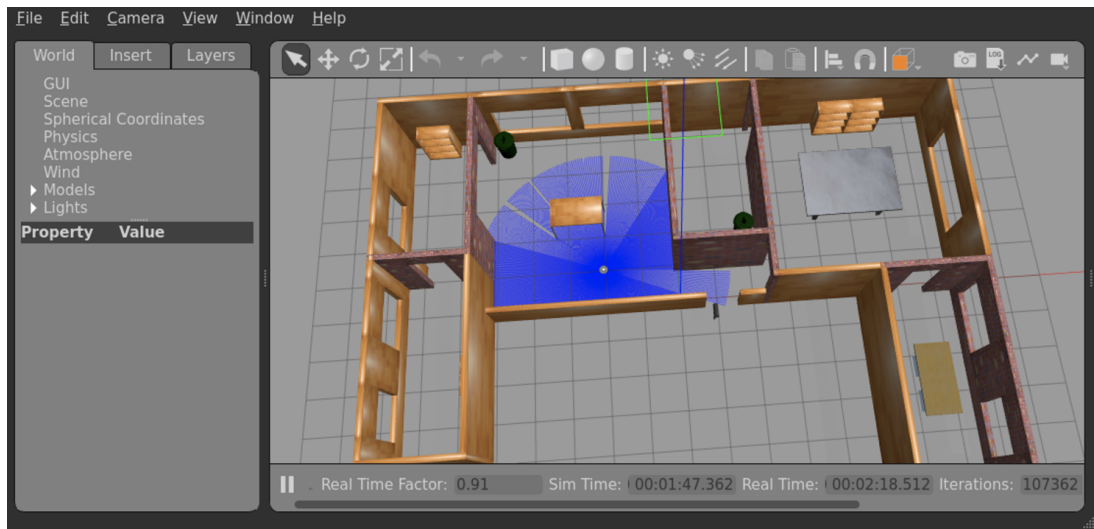 File Edit Camera View Window Help
World Insert Layers
GUI
Scene
Spherical Coordinates
Physics
Atmosphere
Wind
Models
Lights
Property Value
LOG
Real Time Factor: 0.91 Sim Time: 00:01:47.362 Real Time: 00:02:18.512 Iterations: 107362